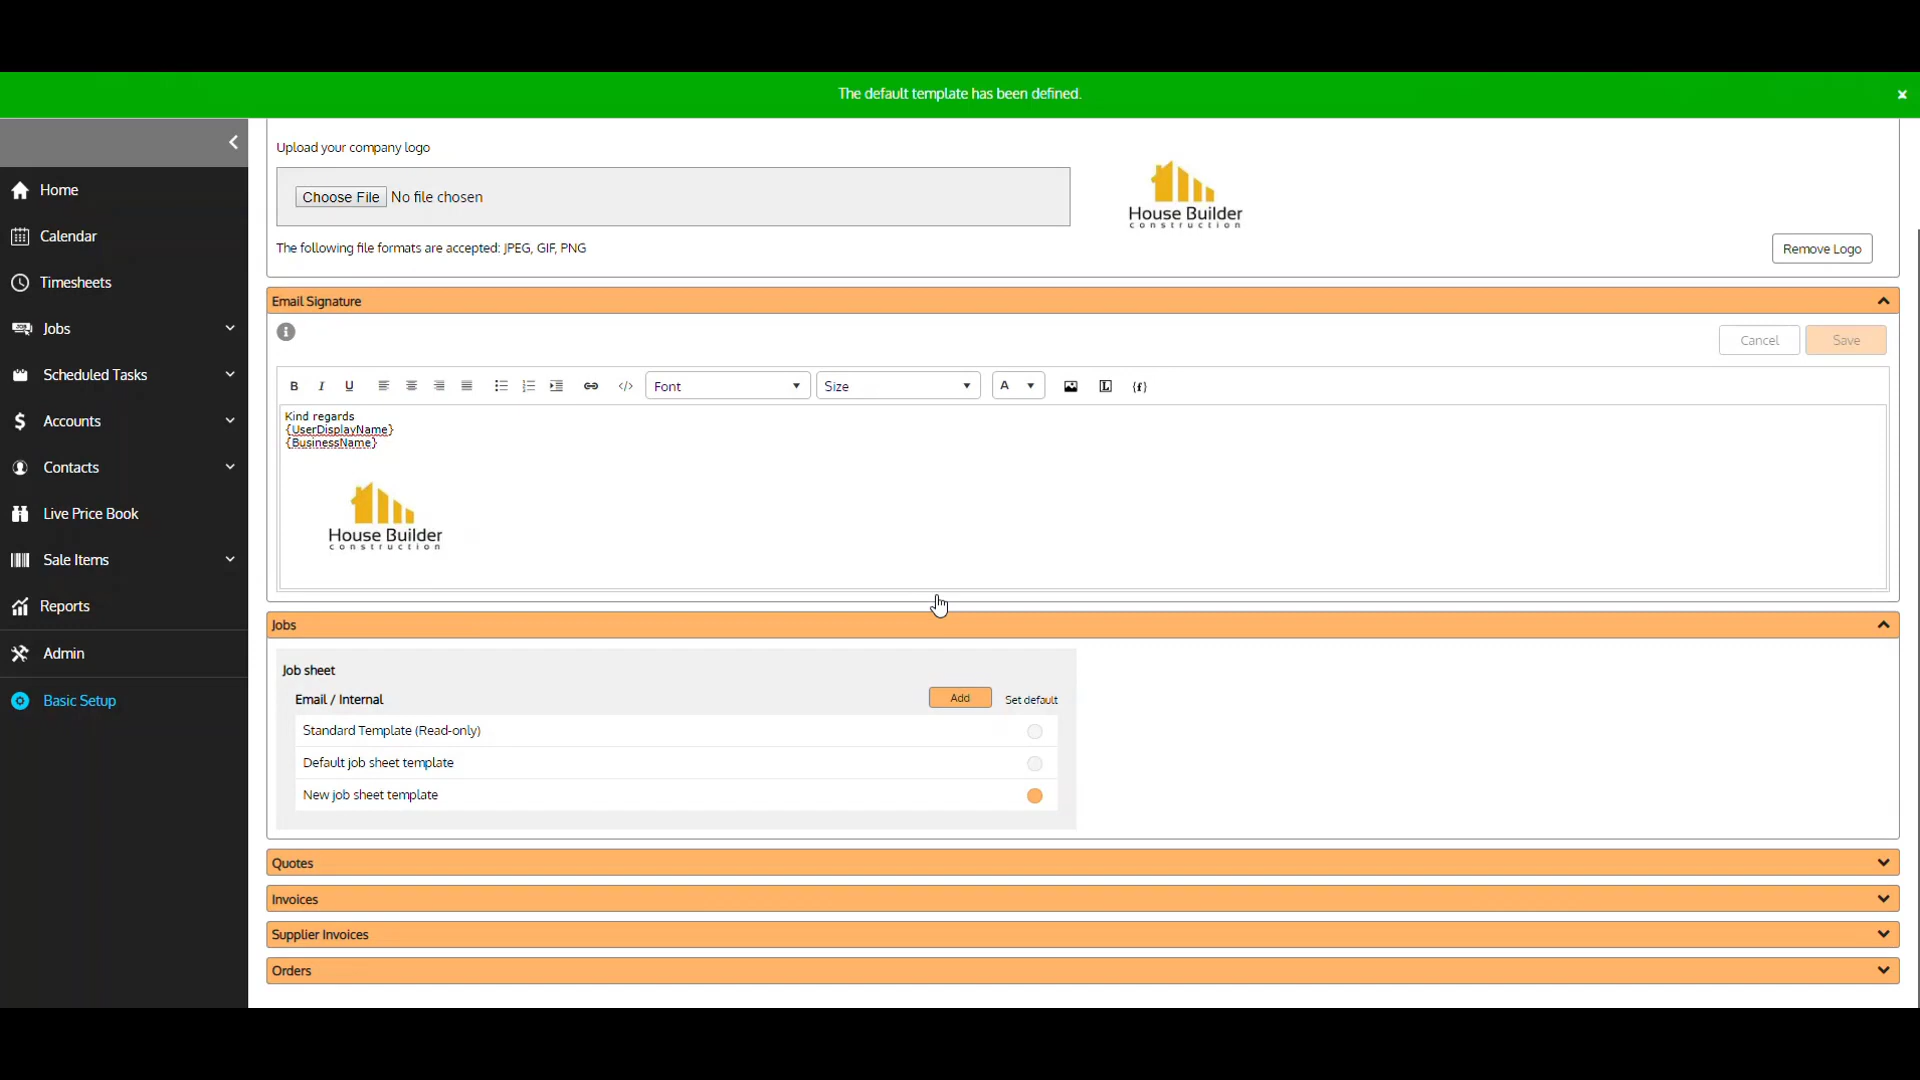 The default template has been defined.
Upload your company logo
Choose File No file chosen
The following file formats are accepted: JPEG, GIF, PNG
House Builder
construction
Remove Logo
Home
Calendar
Timesheets
Jobs
Scheduled Tasks
Accounts
Contacts
Live Price Book
Sale Items
Reports
Admin
Basic Setup
Email Signature
Cancel Save
B I U Font Size A
Kind regards
{UserDisplayName}
{BusinessName}
House Builder
construction
Jobs
Job sheet
Email / Internal Add Set default
Standard Template (Read-only)
Default job sheet template
New job sheet template
Quotes
Invoices
Supplier Invoices
Orders